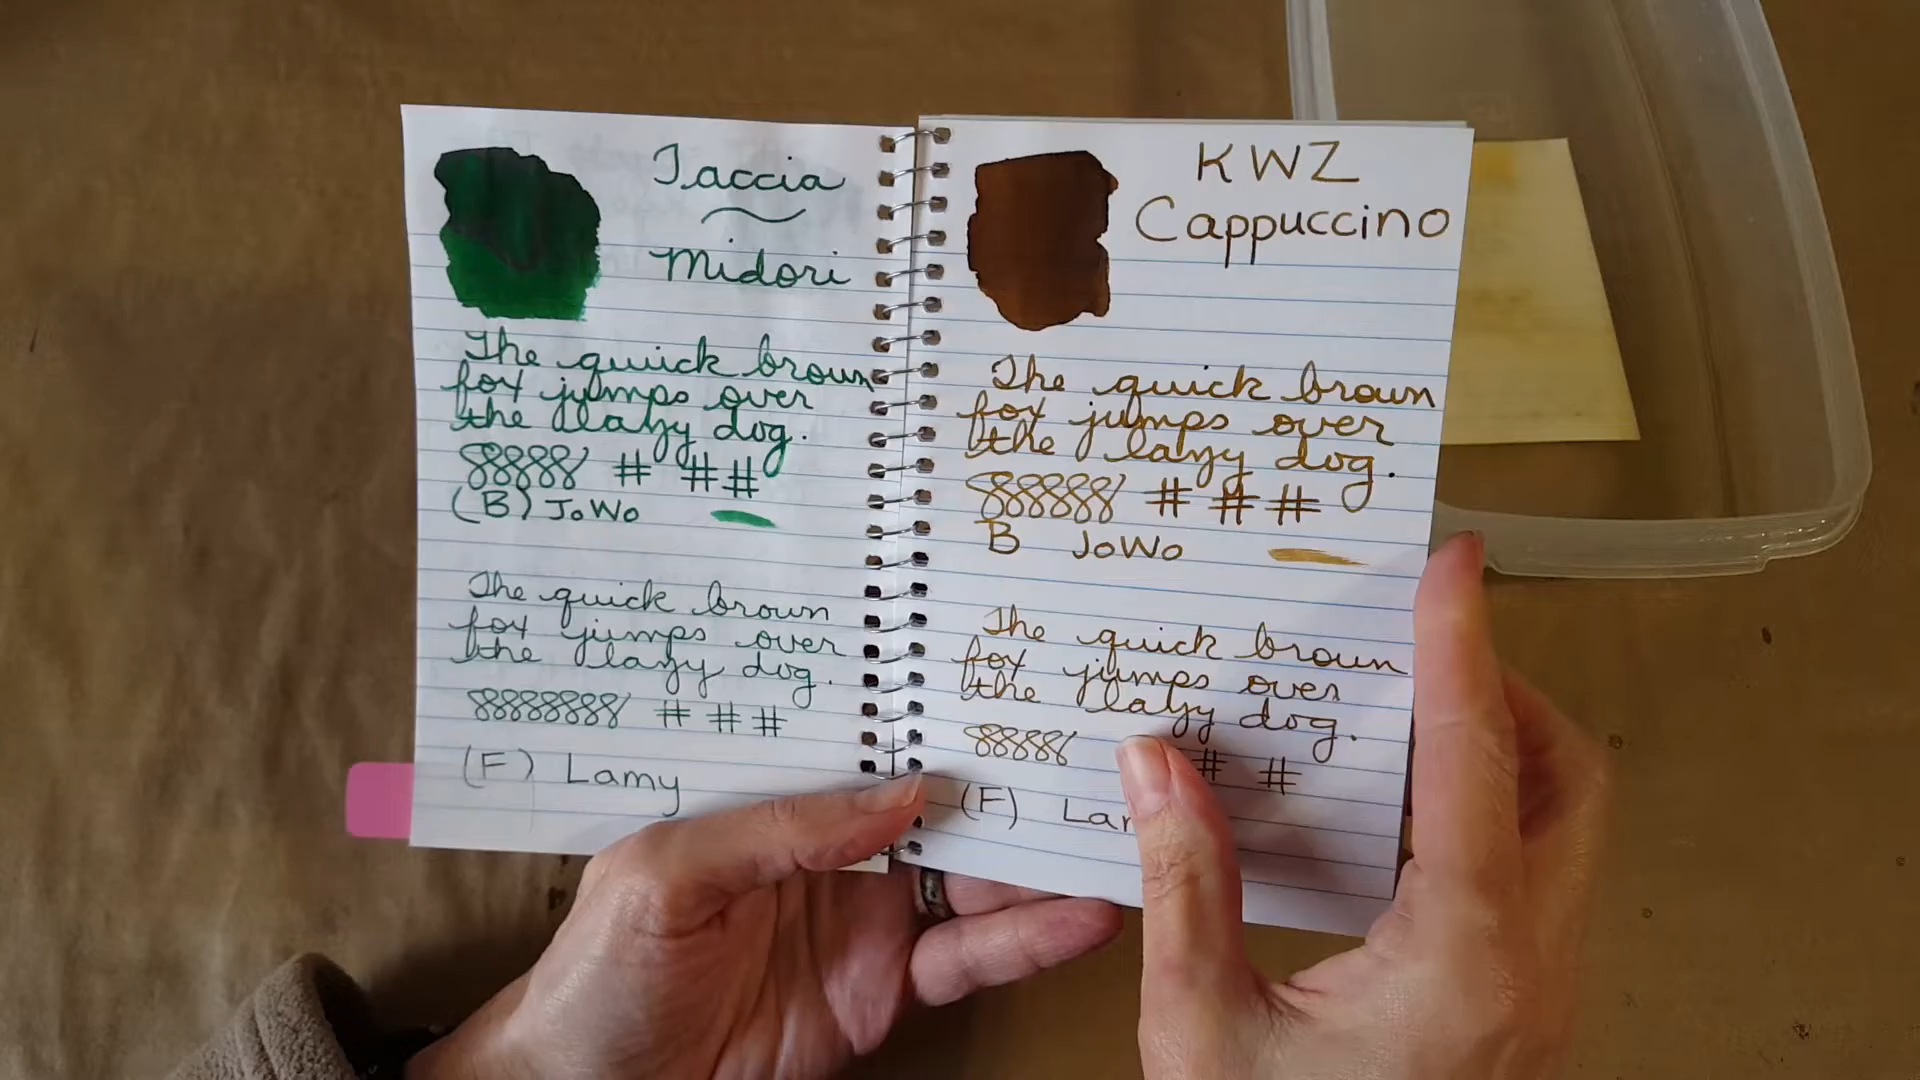 Taccia
Midori
The quick brown
fox jumps over
the lazy dog.
88888 # ##
(B) JoWo
The quick brown
fox jumps over
the lazy dog.
88888888 # # #
(F) Lamy
KWZ
Cappuccino
The quick brown
fox jumps over
the lazy dog.
888888 # # #
B JoWo
The quick brown
fox jumps over
the lazy dog.
88888 # #
(F)